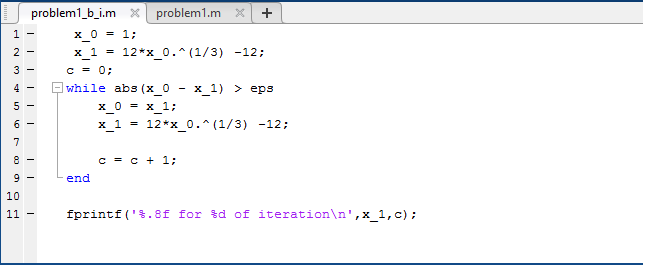 problem1_b_i.m × problem1.m × +
1 - x_0 = 1;
2 - x_1 = 12*x_0.^(1/3) -12;
3 - c = 0;
4 - while abs(x_0 - x_1) > eps
5 - x_0 = x_1;
6 - x_1 = 12*x_0.^(1/3) -12;
7
8 - c = c + 1;
9 - end
10
11 - fprintf('%.8f for %d of iteration\n',x_1,c);